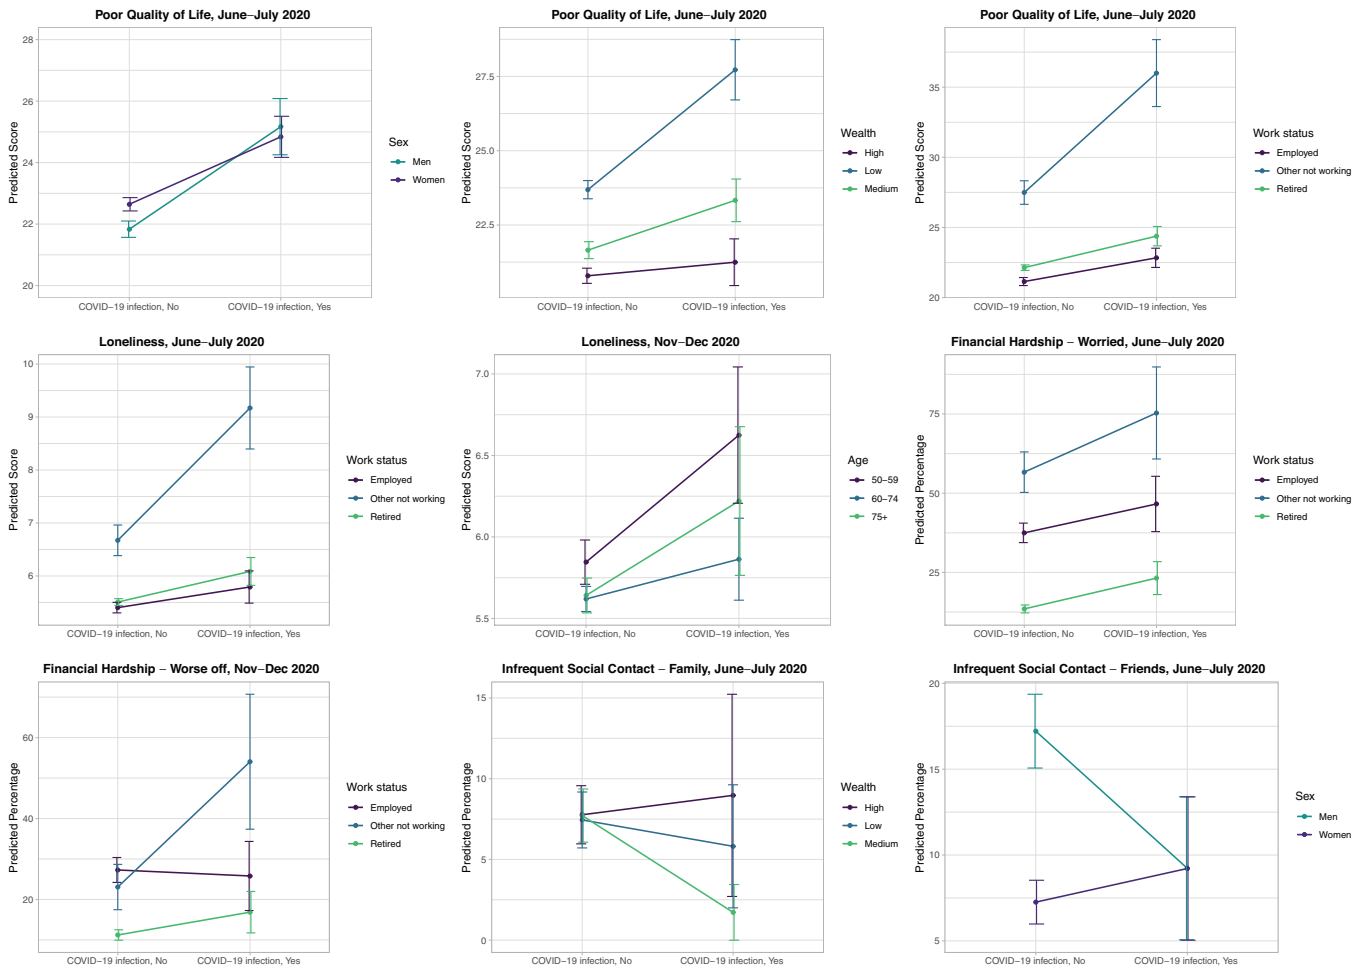 Poor Quality of Life, June–July 2020
28
26
24
22
20
Predicted Score
COVID−19 infection, No
COVID−19 infection, Yes
Sex
Men
Women
Poor Quality of Life, June–July 2020
27.5
25.0
22.5
Predicted Score
COVID−19 infection, No
COVID−19 infection, Yes
Wealth
High
Low
Medium
Poor Quality of Life, June–July 2020
35
30
25
20
Predicted Score
COVID−19 infection, No
COVID−19 infection, Yes
Work status
Employed
Other not working
Retired
Loneliness, June–July 2020
10
9
8
7
6
Predicted Score
COVID−19 infection, No
COVID−19 infection, Yes
Work status
Employed
Other not working
Retired
Loneliness, Nov–Dec 2020
7.0
6.5
6.0
5.5
Predicted Score
COVID−19 infection, No
COVID−19 infection, Yes
Age
50−59
60−74
75+
Financial Hardship – Worried, June–July 2020
75
50
25
Predicted Percentage
COVID−19 infection, No
COVID−19 infection, Yes
Work status
Employed
Other not working
Retired
Financial Hardship – Worse off, Nov–Dec 2020
60
40
20
Predicted Percentage
COVID−19 infection, No
COVID−19 infection, Yes
Work status
Employed
Other not working
Retired
Infrequent Social Contact – Family, June–July 2020
15
10
5
0
Predicted Percentage
COVID−19 infection, No
COVID−19 infection, Yes
Wealth
High
Low
Medium
Infrequent Social Contact – Friends, June–July 2020
20
15
10
5
Predicted Percentage
COVID−19 infection, No
COVID−19 infection, Yes
Sex
Men
Women